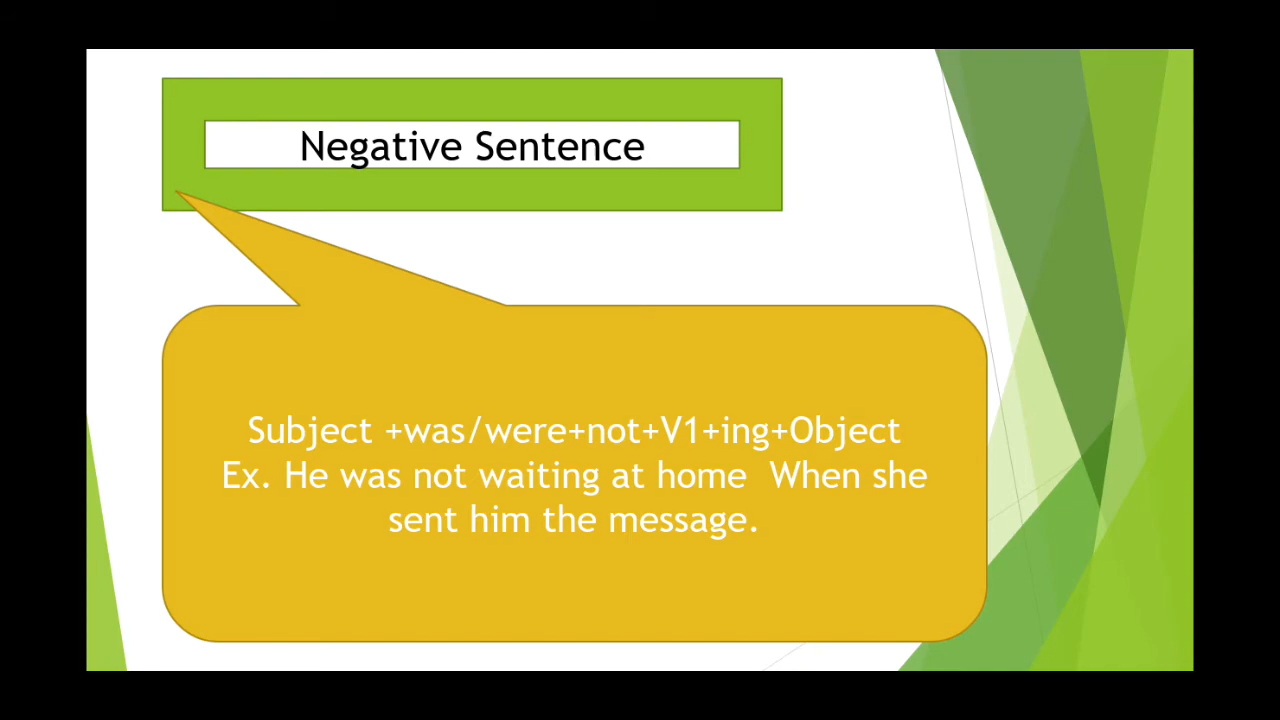 Negative Sentence
Subject +was/were+not+V1+ing+Object
Ex. He was not waiting at home  When she
sent him the message.